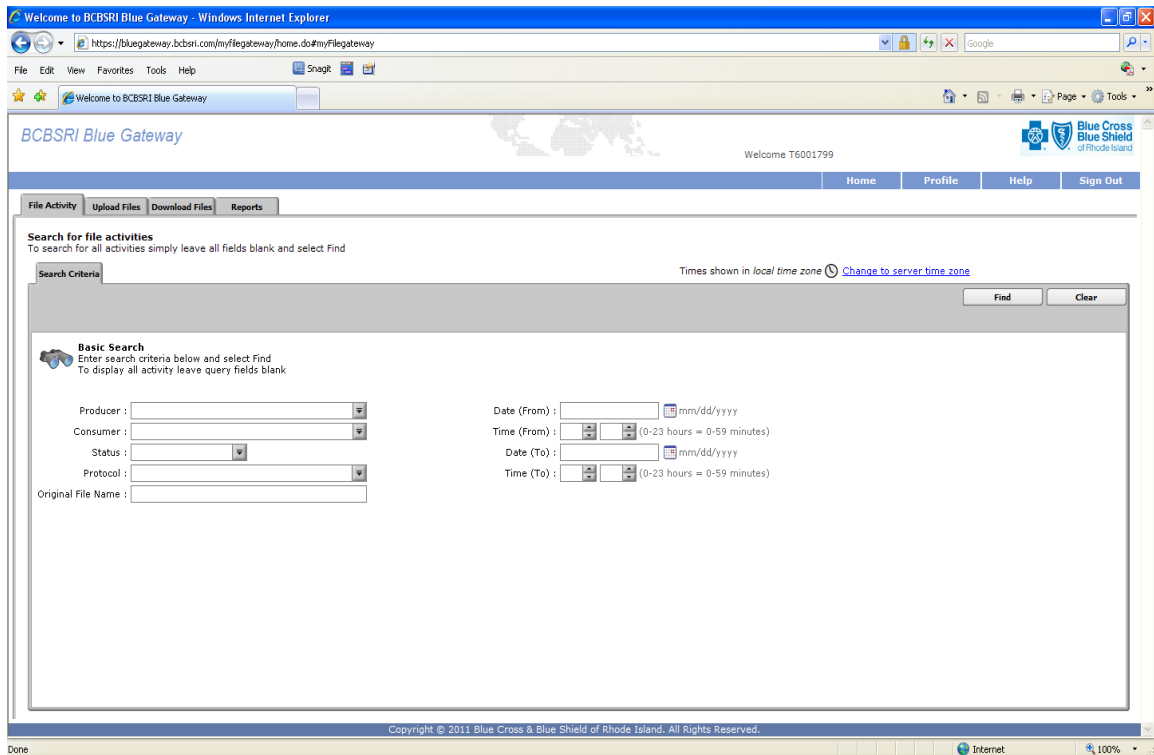 Welcome to BCBSRI Blue Gateway - Windows Internet Explorer
https://bluegateway.bcbsri.com/myfilegateway/home.do#myFilegateway
Google
File Edit View Favorites Tools Help
Snagit
Welcome to BCBSRI Blue Gateway
Page Tools »
BCBSRI Blue Gateway
Welcome T6001799
Blue Cross
Blue Shield
of Rhode Island
Home Profile Help Sign Out
File Activity Upload Files Download Files Reports
Search for file activities
To search for all activities simply leave all fields blank and select Find
Search Criteria
Times shown in local time zone Change to server time zone
Find Clear
Basic Search
Enter search criteria below and select Find
To display all activity leave query fields blank
Producer : Date (From) : mm/dd/yyyy
Consumer : Time (From) : (0-23 hours = 0-59 minutes)
Status : Date (To) : mm/dd/yyyy
Protocol : Time (To) : (0-23 hours = 0-59 minutes)
Original File Name :
Copyright © 2011 Blue Cross & Blue Shield of Rhode Island. All Rights Reserved.
Done Internet 100%